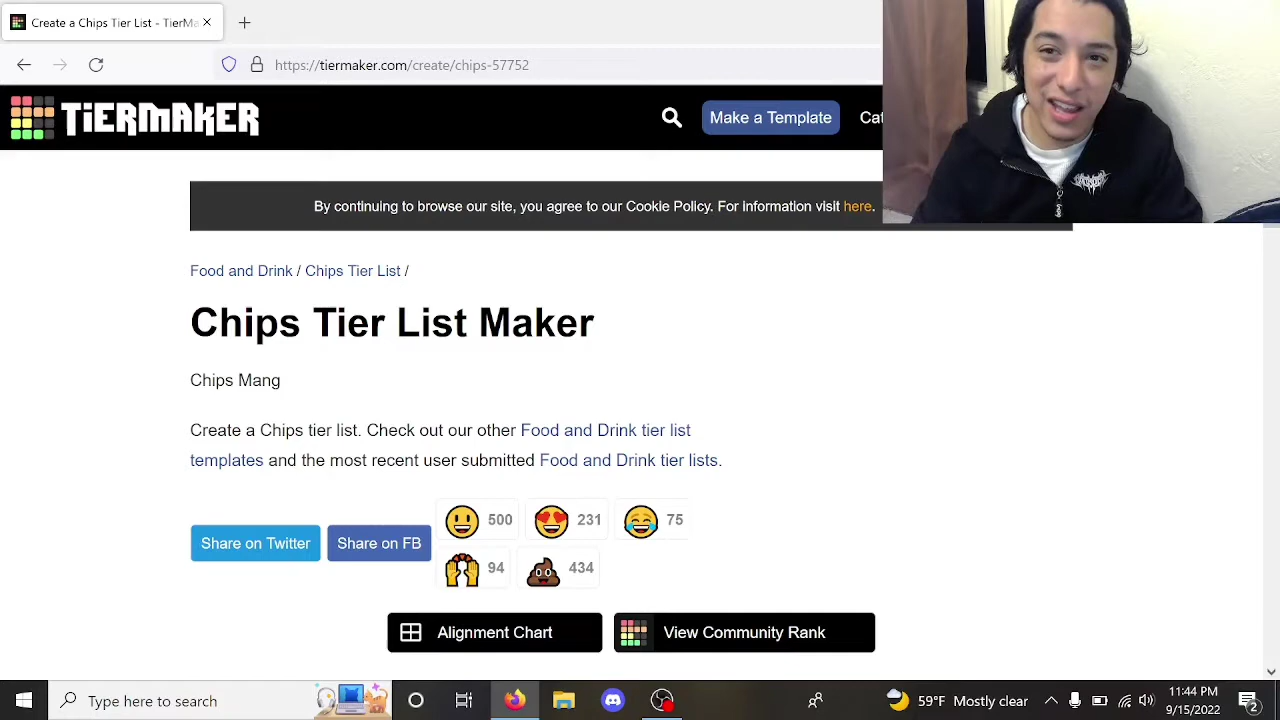 Create a Chips Tier List - TierMa
https://tiermaker.com/create/chips-57752
TiERMAKER
Make a Template
Cat
By continuing to browse our site, you agree to our Cookie Policy. For information visit here.
Food and Drink / Chips Tier List /
Chips Tier List Maker
Chips Mang
Create a Chips tier list. Check out our other Food and Drink tier list
templates and the most recent user submitted Food and Drink tier lists.
500
231
75
Share on Twitter
Share on FB
94
434
Alignment Chart
View Community Rank
Type here to search
59°F Mostly clear
11:44 PM
9/15/2022
2